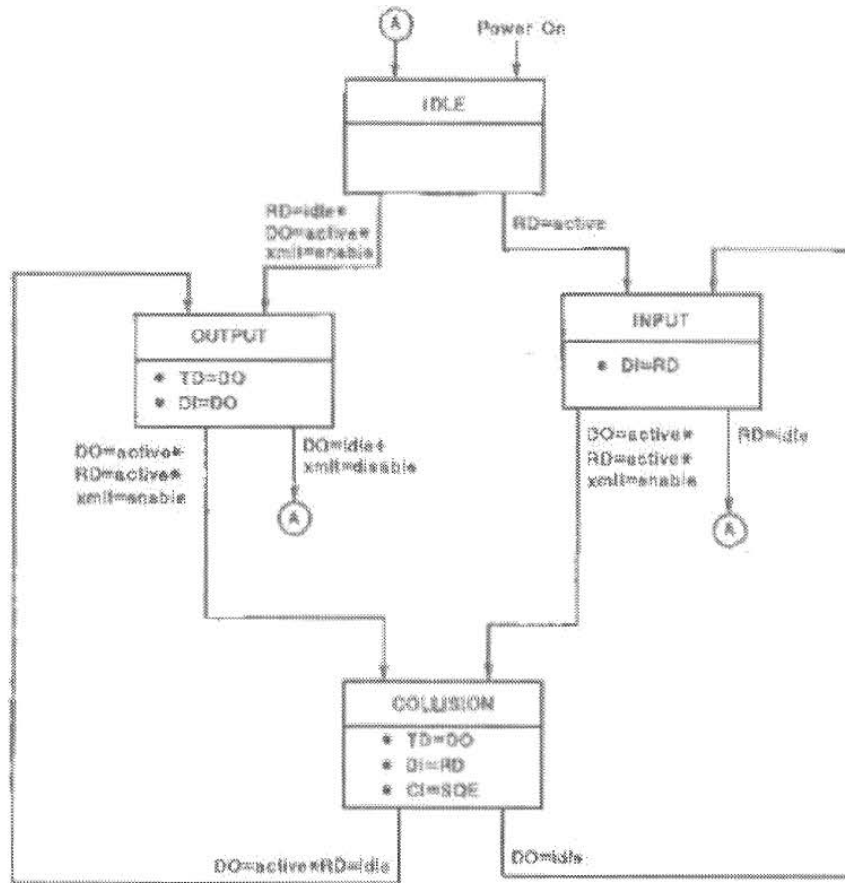 A
Power On
IDLE
RD=idle*
DO=active*
xmit=enable
RD=active
OUTPUT
* TD=DO
* DI=DO
INPUT
* DI=RD
DO=active*
RD=active*
xmit=enable
DO=idle+
xmit=disable
A
DO=active*
RD=active*
xmit=enable
RD=idle
A
COLLISION
* TD=DO
* DI=RD
* CI=SQE
DO=active*RD=idle
DO=idle